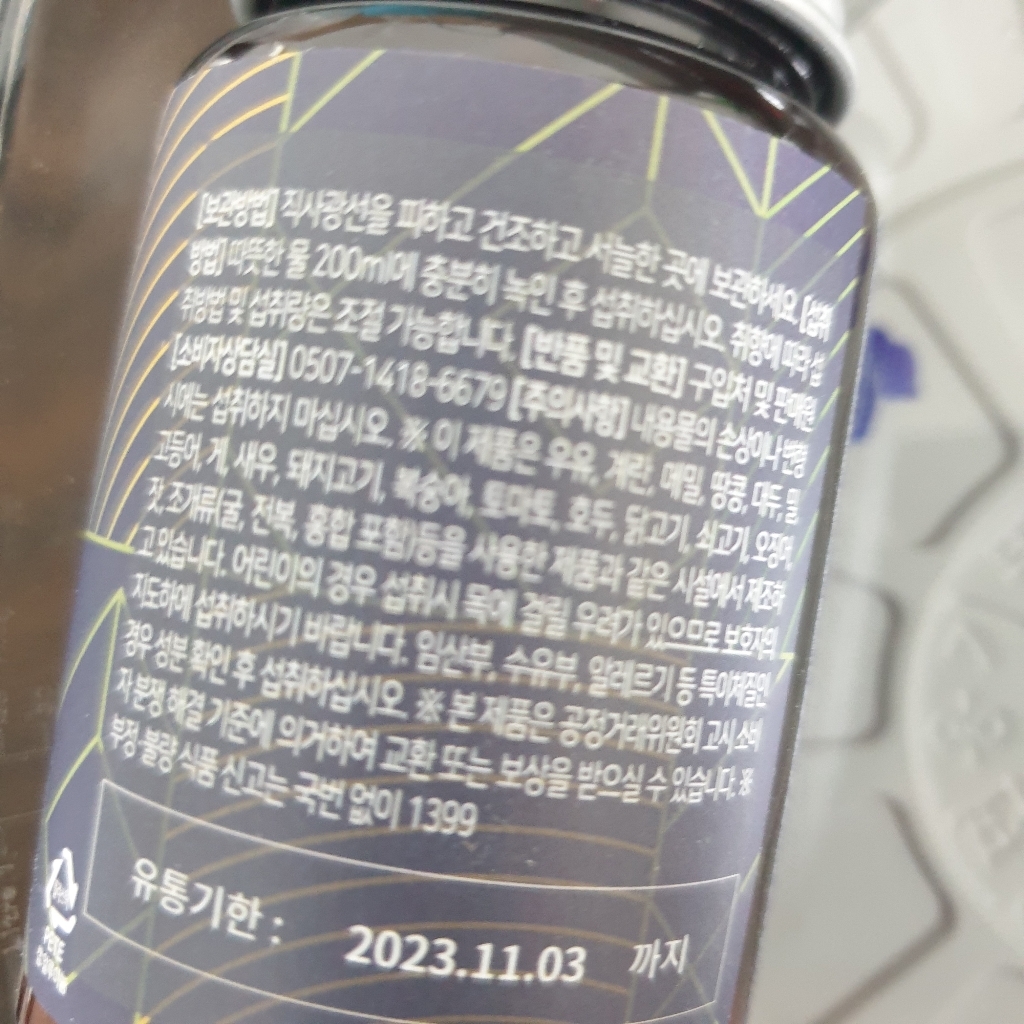 [보관방법] 직사광선을 피하고 건조하고 서늘한 곳에 보관하세요. [섭취
방법] 따뜻한 물 200ml에 충분히 녹인 후 섭취하십시오. 취향에 따라 섭
취방법 및 섭취량은 조절 가능합니다. [반품 및 교환] 구입처 및 판매원
[소비자상담실] 0507-1418-6679 [주의사항] 내용물의 손상이나 변형
시에는 섭취하지 마십시오. ※ 이 제품은 우유, 계란, 메밀, 땅콩, 대두, 밀
고등어, 게, 새우, 돼지고기, 복숭아, 토마토, 호두, 닭고기, 쇠고기, 오징어,
잣, 조개류(굴, 전복, 홍합 포함)등을 사용한 제품과 같은 시설에서 제조하
고 있습니다. 어린이의 경우 섭취시 목에 걸릴 우려가 있으므로 보호자의
지도하에 섭취하시기 바랍니다. 임산부, 수유부, 알레르기 등 특이체질인
경우 성분 확인 후 섭취하십시오. ※ 본 제품은 공정거래위원회 고시 소비
자 분쟁 해결 기준에 의거하여 교환 또는 보상을 받으실 수 있습니다. ※
부정·불량 식품 신고는 국번 없이 1399
유통기한 : 2023.11.03 까지